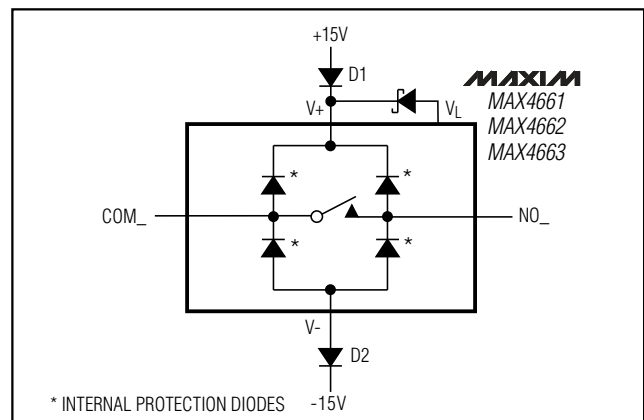 +15V
D1
MAXIM
V+
VL
MAX4661
MAX4662
MAX4663
*
*
COM_
NO_
*
*
V-
D2
* INTERNAL PROTECTION DIODES
-15V